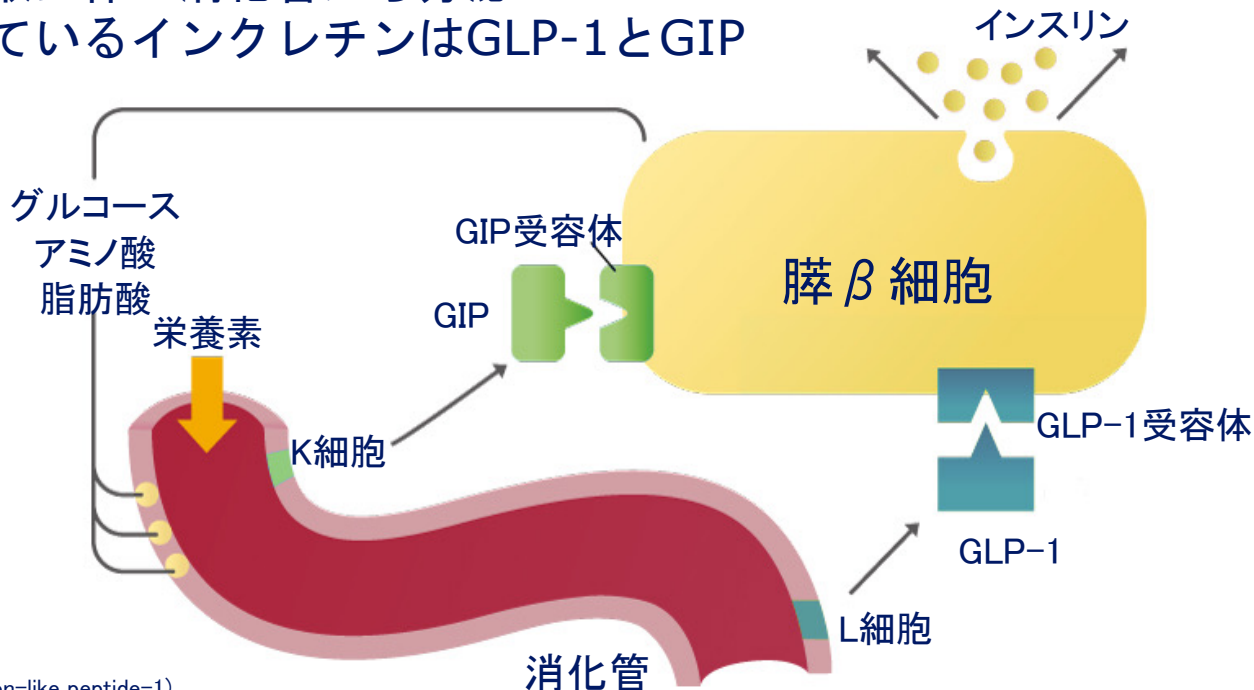 ているインクレチンはGLP-1とGIP
インスリン
グルコース
アミノ酸
脂肪酸
栄養素
GIP受容体
GIP
膵β細胞
K細胞
GLP-1受容体
GLP-1
L細胞
消化管
like peptide-1)